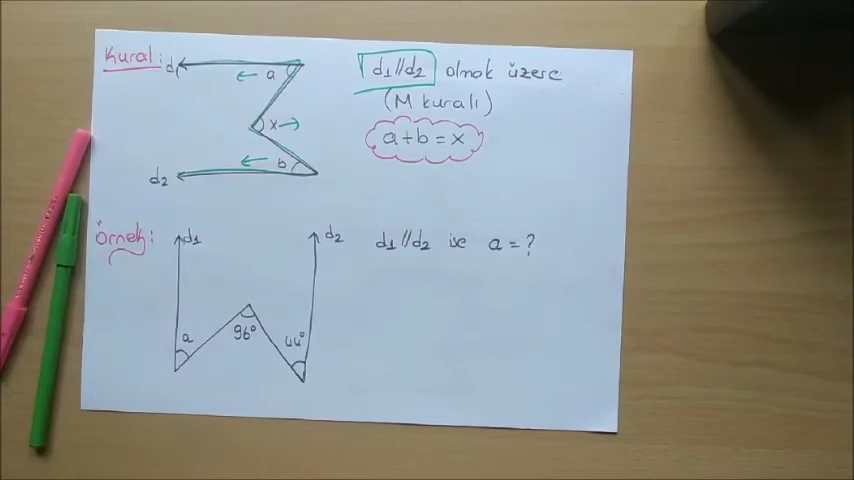 Kural:
d1
a
x
b
d2
d1//d2 olmak üzere
(M kuralı)
a+b=x
Örnek:
d1
d2
a
96°
44°
d1//d2 ise a=?